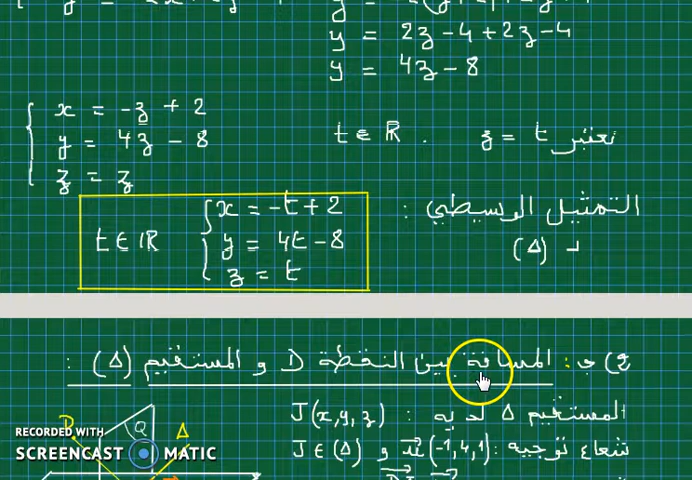 y = 2z - 4 + 2z - 4
y = 4z - 8
x = -z + 2
y = 4z - 8
z = z
نعتبر z = t . t ∈ ℝ
التمثيل الوسيطي :
لـ (Δ)
x = -t + 2
t ∈ ℝ y = 4t - 8
z = t
ج) المسافة بين النقطة D و المستقيم (Δ) :
المستقيم Δ لديه : J(x,y,z)
شعاع توجيه : u(-1,4,1) و J ∈ (Δ)
D Q Δ
RECORDED WITH
SCREENCAST MATIC